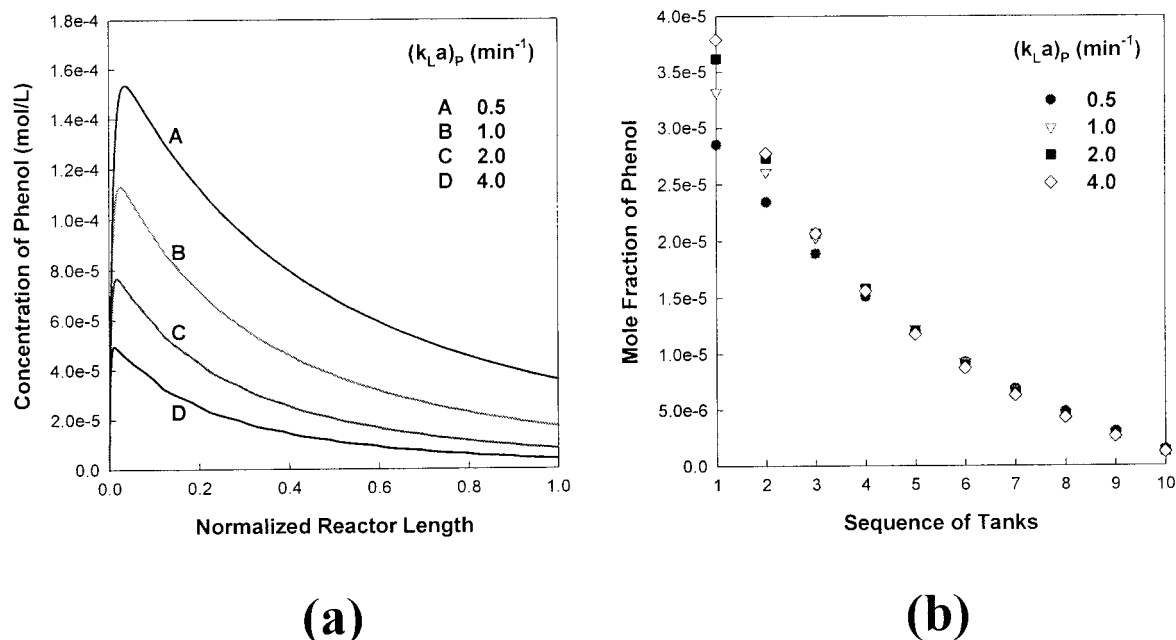 Concentration of Phenol (mol/L)
1.8e-4
1.6e-4
1.4e-4
1.2e-4
1.0e-4
8.0e-5
6.0e-5
4.0e-5
2.0e-5
0.0
(kLa)P (min-1)
A 0.5
B 1.0
C 2.0
D 4.0
A
B
C
D
0.0 0.2 0.4 0.6 0.8 1.0
Normalized Reactor Length
(a)
Mole Fraction of Phenol
4.0e-5
3.5e-5
3.0e-5
2.5e-5
2.0e-5
1.5e-5
1.0e-5
5.0e-6
0.0
(kLa)P (min-1)
0.5
1.0
2.0
4.0
1 2 3 4 5 6 7 8 9 10
Sequence of Tanks
(b)